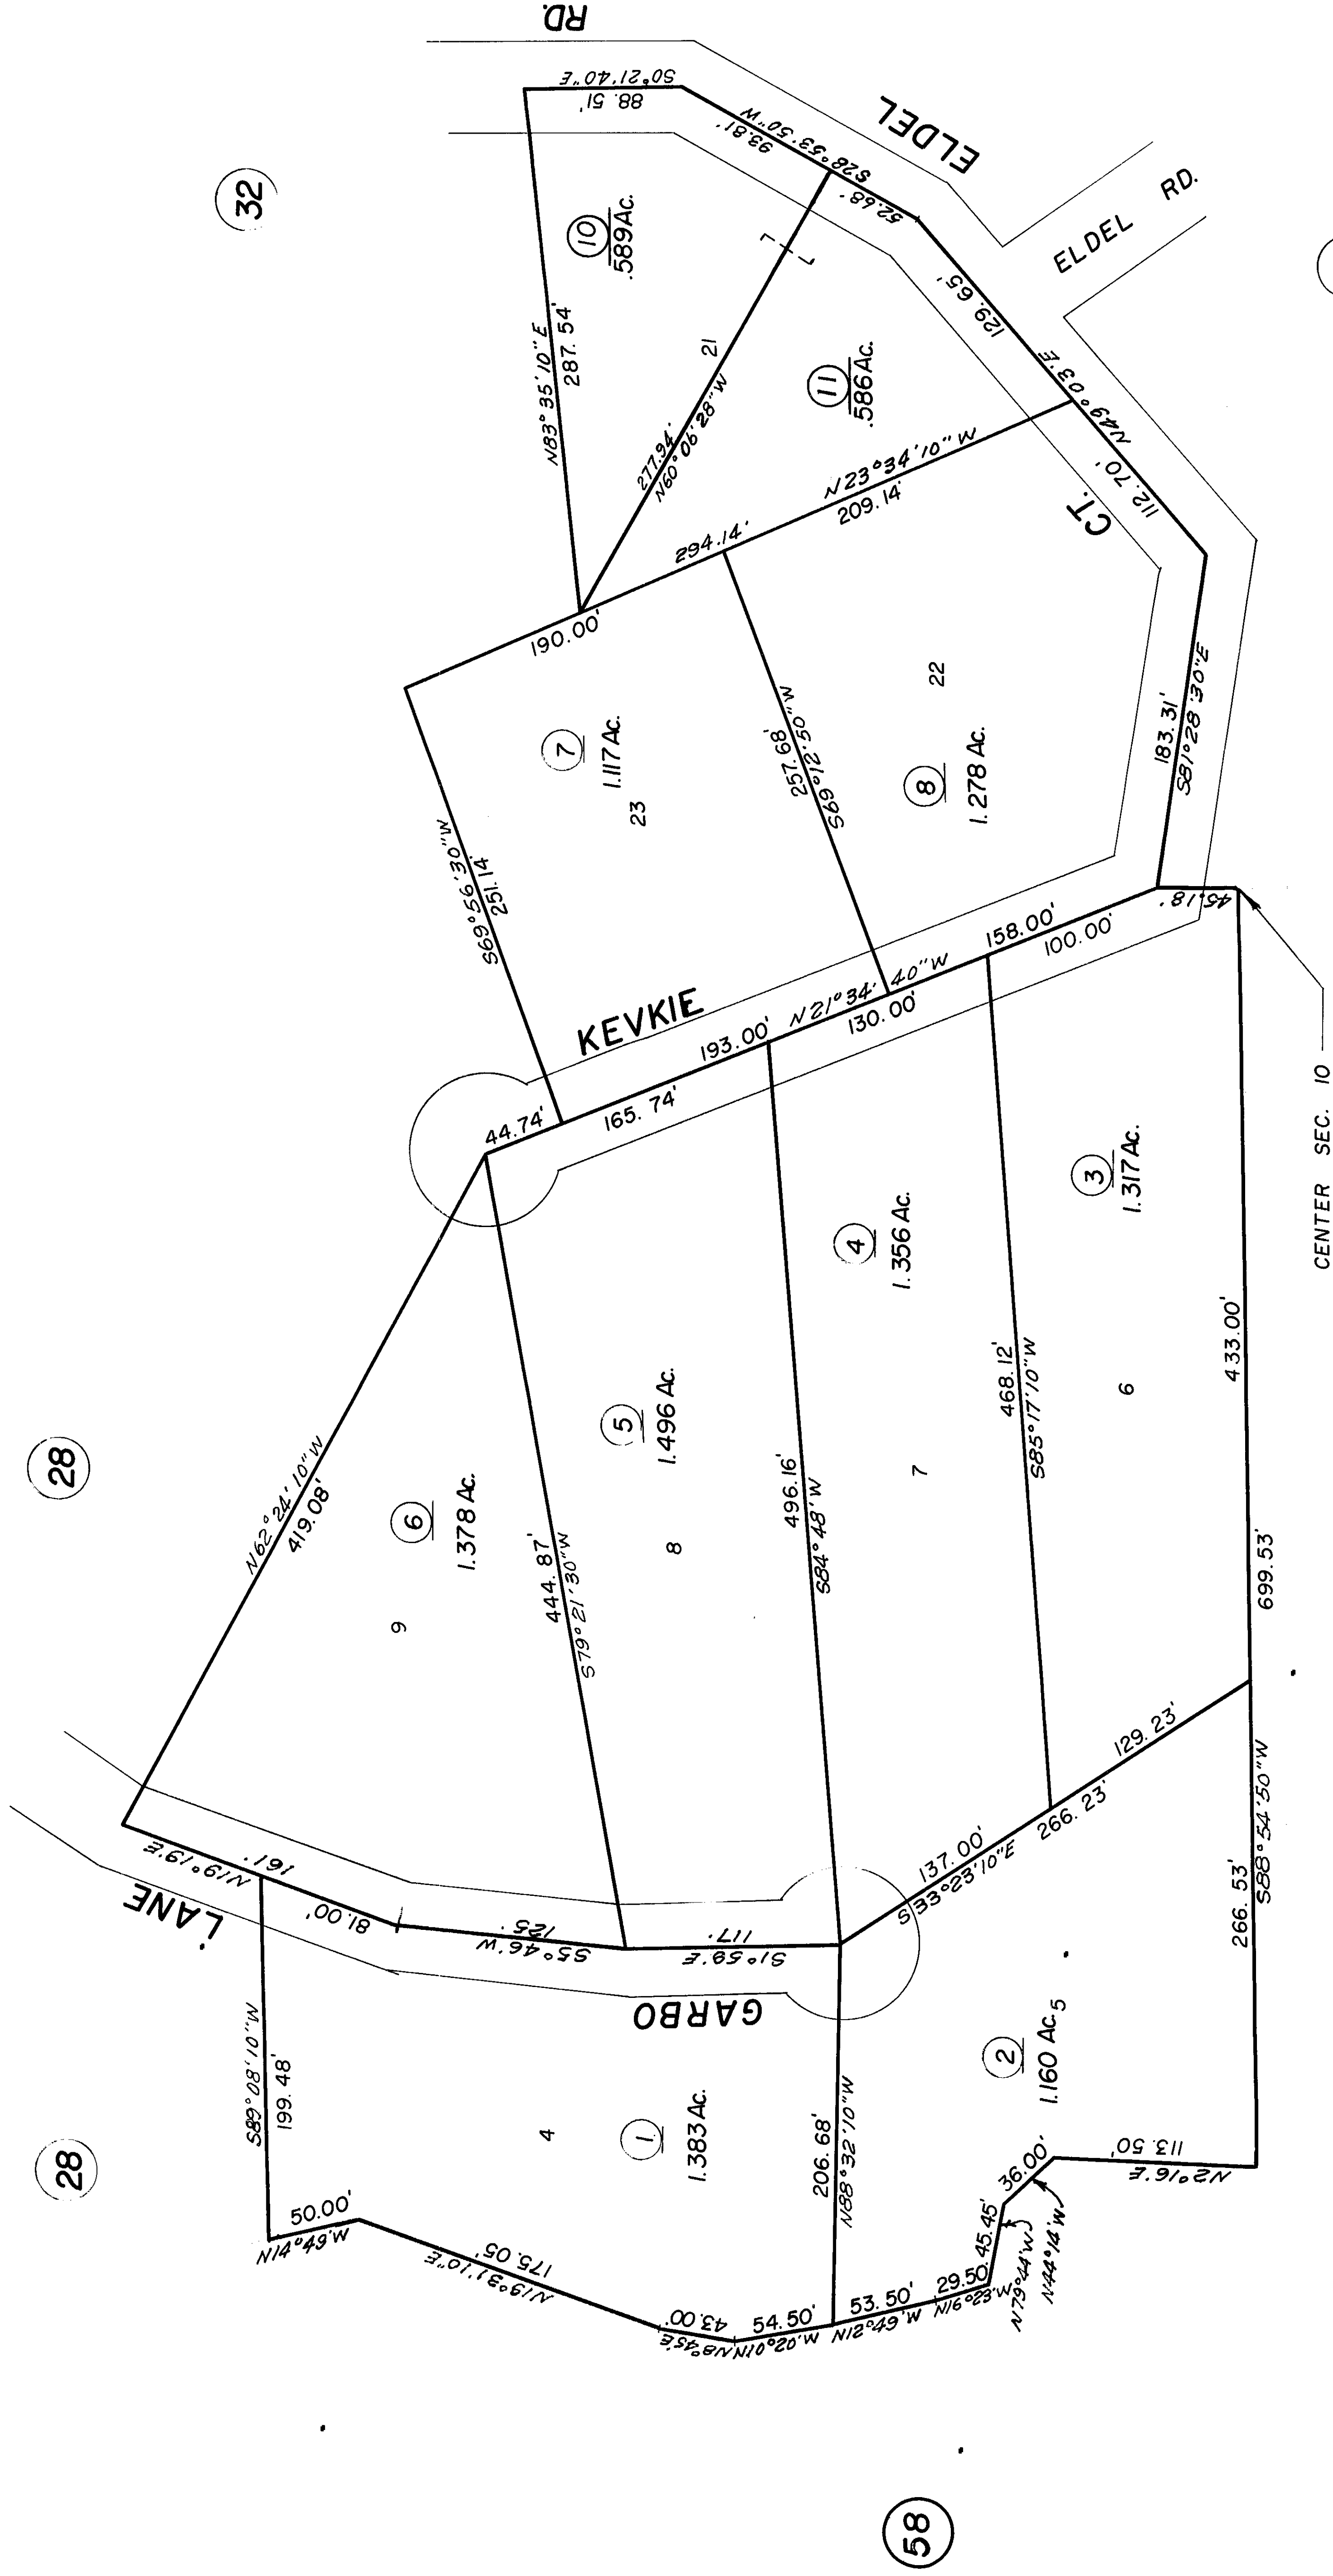 RD.
S0°21'40"E
88.51'
ELDEL
S28°53'50"W
93.81'
52.68'
ELDEL RD.
32
10
.589 Ac.
N83°35'10"E
287.54'
21
277.94'
N60°06'28"W
11
.586 Ac.
129.65'
N49°03'E
112.70'
CT.
N23°34'10"W
209.14'
294.14'
190.00'
7
1.117 Ac.
23
S69°56'30"W
251.14'
257.68'
S69°12'50"W
22
8
1.278 Ac.
183.31'
S81°28'30"E
45.18'
CENTER SEC. 10
KEVKIE
N21°34'40"W
158.00'
100.00'
130.00'
193.00'
165.74'
44.74'
3
1.317 Ac.
6
433.00'
699.53'
4
1.356 Ac.
7
468.12'
S85°17'10"W
5
1.496 Ac.
8
496.16'
S84°48'W
28
N62°24'10"W
419.08'
6
1.378 Ac.
9
444.87'
S79°21'30"W
129.23'
266.23'
137.00'
S33°23'10"E
LANE
N19°19'E
161'
81.00'
S5°46'W
125'
S1°59'E
117'
GARBO
28
S89°08'10"W
199.48'
4
1
1.383 Ac.
206.68'
N88°32'10"W
2
1.160 Ac.
5
266.53'
S88°54'50"W
N2°16'E
113.50'
36.00'
N44°14'W
45.45'
N79°44'W
29.50'
N16°23'W
53.50'
N12°49'W
54.50'
N10°20'W
43.00'
N8°45'E
175.05'
N19°31'10"E
50.00'
N14°49'W
58